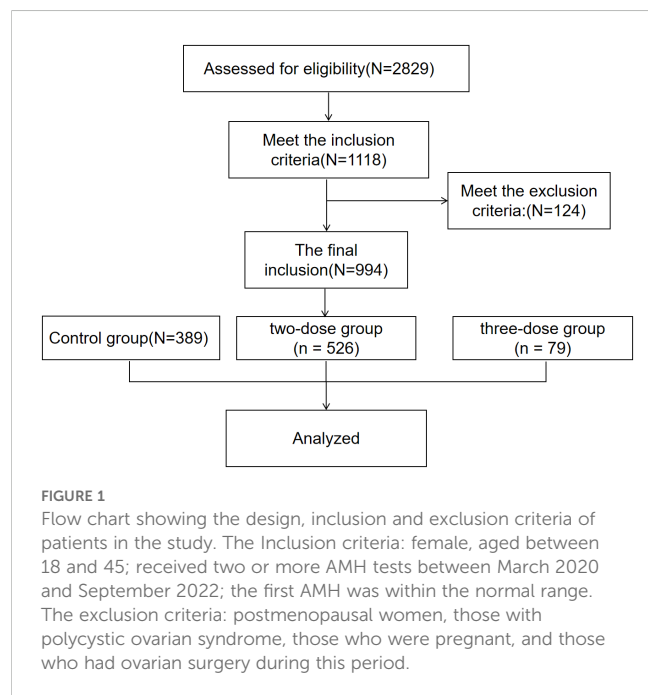 Assessed for eligibility(N=2829)
Meet the inclusion
criteria(N=1118)
Meet the exclusion
criteria:(N=124)
The final
inclusion(N=994)
Control group(N=389)
two-dose group
(n = 526)
three-dose group
(n = 79)
Analyzed
FIGURE 1
Flow chart showing the design, inclusion and exclusion criteria of
patients in the study. The Inclusion criteria: female, aged between
18 and 45; received two or more AMH tests between March 2020
and September 2022; the first AMH was within the normal range.
The exclusion criteria: postmenopausal women, those with
polycystic ovarian syndrome, those who were pregnant, and those
who had ovarian surgery during this period.